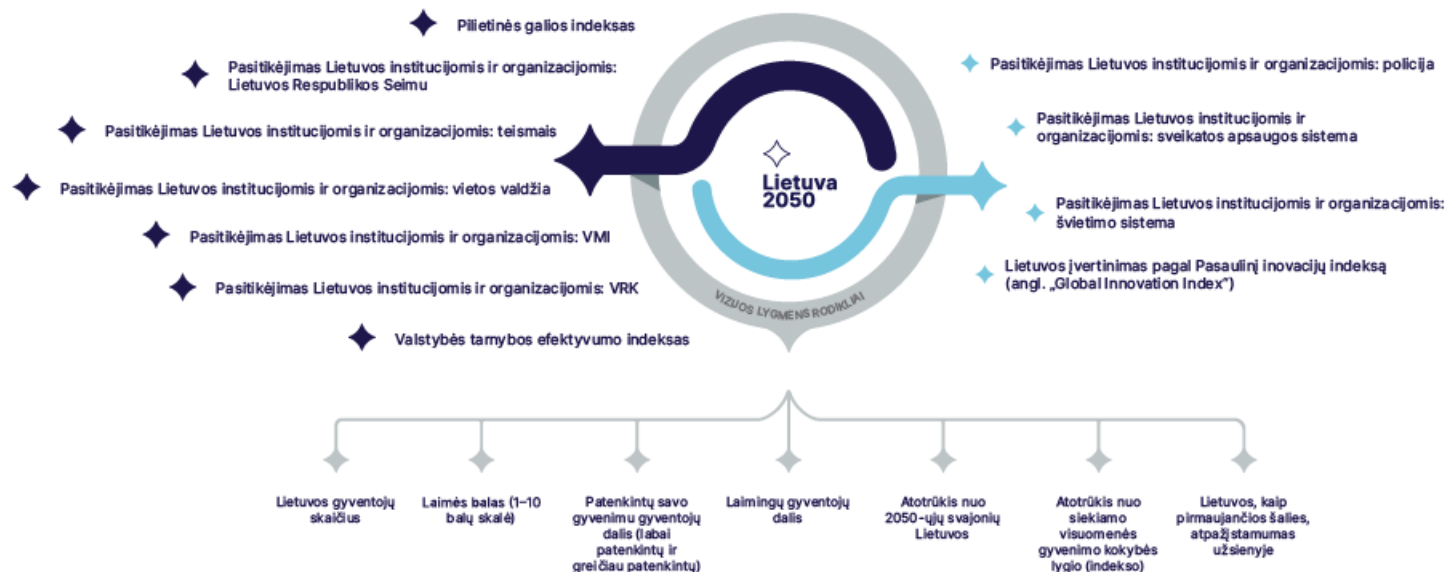 Pilietinės galios indeksas
Pasitikėjimas Lietuvos institucijomis ir organizacijomis:
Lietuvos Respublikos Seimu
Pasitikėjimas Lietuvos institucijomis ir organizacijomis: teismais
Pasitikėjimas Lietuvos institucijomis ir organizacijomis: vietos valdžia
Pasitikėjimas Lietuvos institucijomis ir organizacijomis: VMI
Pasitikėjimas Lietuvos institucijomis ir organizacijomis: VRK
Valstybės tarnybos efektyvumo indeksas
Lietuva
2050
VIZIJOS LYGMENS RODIKLIAI
Pasitikėjimas Lietuvos institucijomis ir organizacijomis: policija
Pasitikėjimas Lietuvos institucijomis ir
organizacijomis: sveikatos apsaugos sistema
Pasitikėjimas Lietuvos institucijomis ir organizacijomis:
švietimo sistema
Lietuvos įvertinimas pagal Pasaulinį inovacijų indeksą
(angl. „Global Innovation Index")
Lietuvos gyventojų
skaičius
Laimės balas (1–10
balų skalė)
Patenkintų savo
gyvenimu gyventojų
dalis (labai
patenkintų ir
greičiau patenkintų)
Laimingų gyventojų
dalis
Atotrūkis nuo
2050-ųjų svajonių
Lietuvos
Atotrūkis nuo
siekiamo
visuomenės
gyvenimo kokybės
lygio (indekso)
Lietuvos, kaip
pirmaujančios šalies,
atpažįstamumas
užsienyje